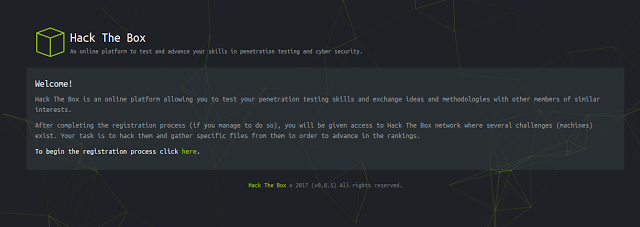 Hack The Box
An online platform to test and advance your skills in penetration testing and cyber security.
Welcome!
Hack The Box is an online platform allowing you to test your penetration testing skills and exchange ideas and methodologies with other members of similar
interests.
After completing the registration process (if you manage to do so), you will be given access to Hack The Box network where several challenges (machines)
exist. Your task is to hack them and gather specific files from them in order to advance in the rankings.
To begin the registration process click here.
Hack The Box © 2017 (v0.8.5) All rights reserved.